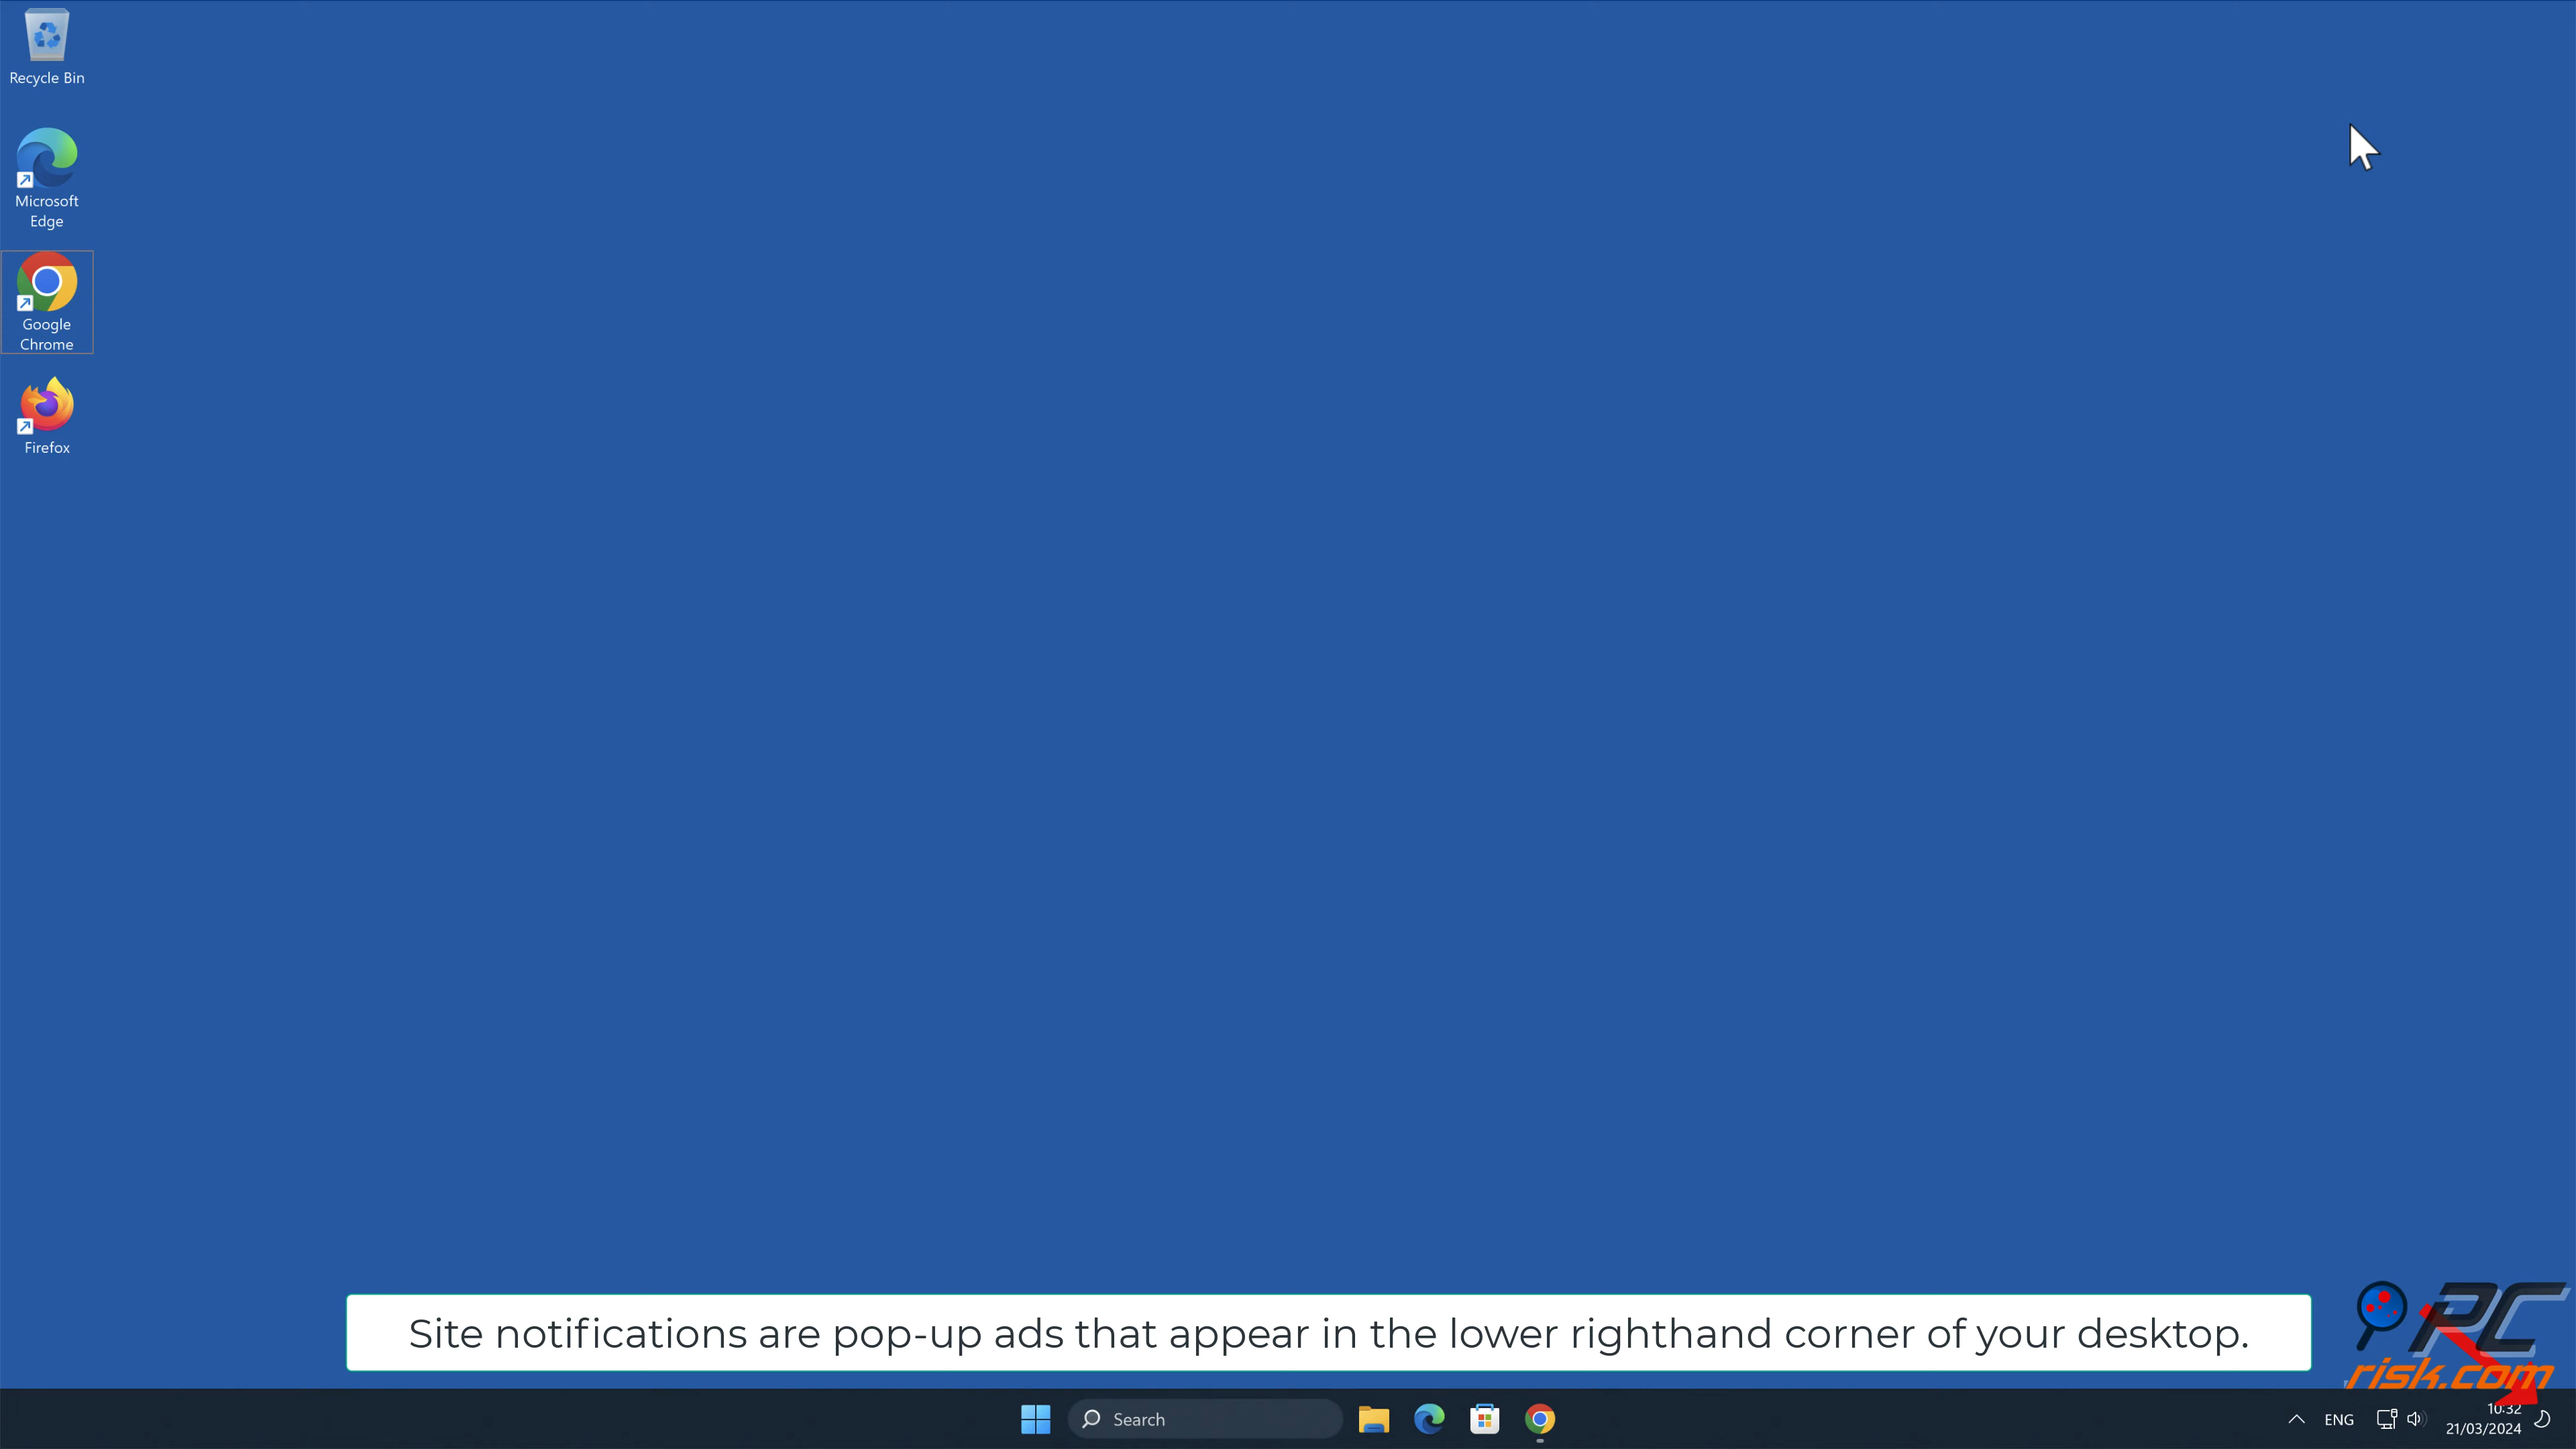 Recycle Bin
Microsoft
Edge
Google
Chrome
Firefox
Site notifications are pop-up ads that appear in the lower righthand corner of your desktop.
PC
risk.com
Search
ENG
10:32
21/03/2024